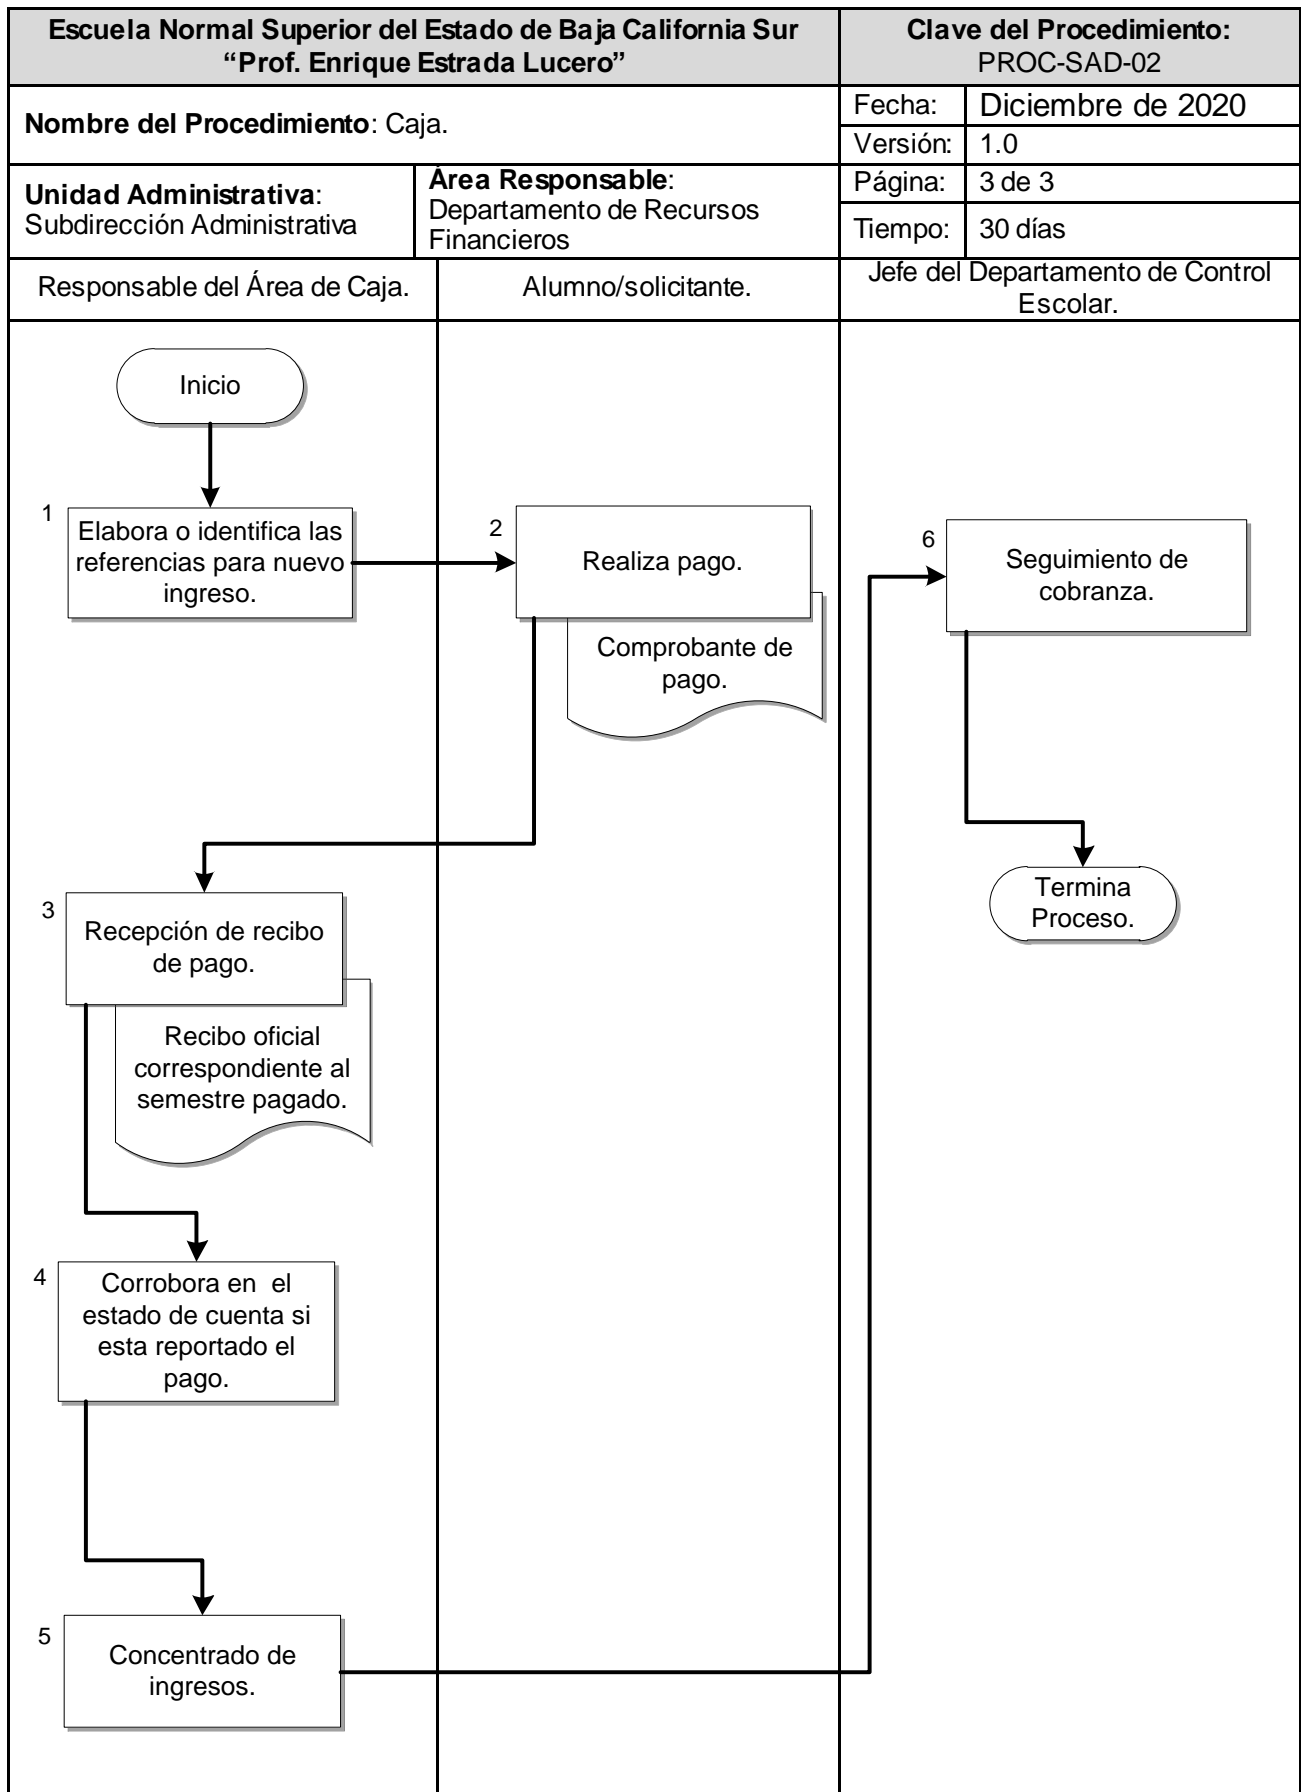 Escuela Normal Superior del Estado de Baja California Sur
“Prof. Enrique Estrada Lucero”
Clave del Procedimiento:
PROC-SAD-02
Nombre del Procedimiento: Caja.
Fecha: Diciembre de 2020
Versión: 1.0
Unidad Administrativa:
Subdirección Administrativa
Área Responsable:
Departamento de Recursos
Financieros
Página: 3 de 3
Tiempo: 30 días
Responsable del Área de Caja.
Alumno/solicitante.
Jefe del Departamento de Control
Escolar.
Inicio
1
Elabora o identifica las
referencias para nuevo
ingreso.
2
Realiza pago.
Comprobante de
pago.
3
Recepción de recibo
de pago.
Recibo oficial
correspondiente al
semestre pagado.
4
Corrobora en  el
estado de cuenta si
esta reportado el
pago.
5
Concentrado de
ingresos.
6
Seguimiento de
cobranza.
Termina
Proceso.